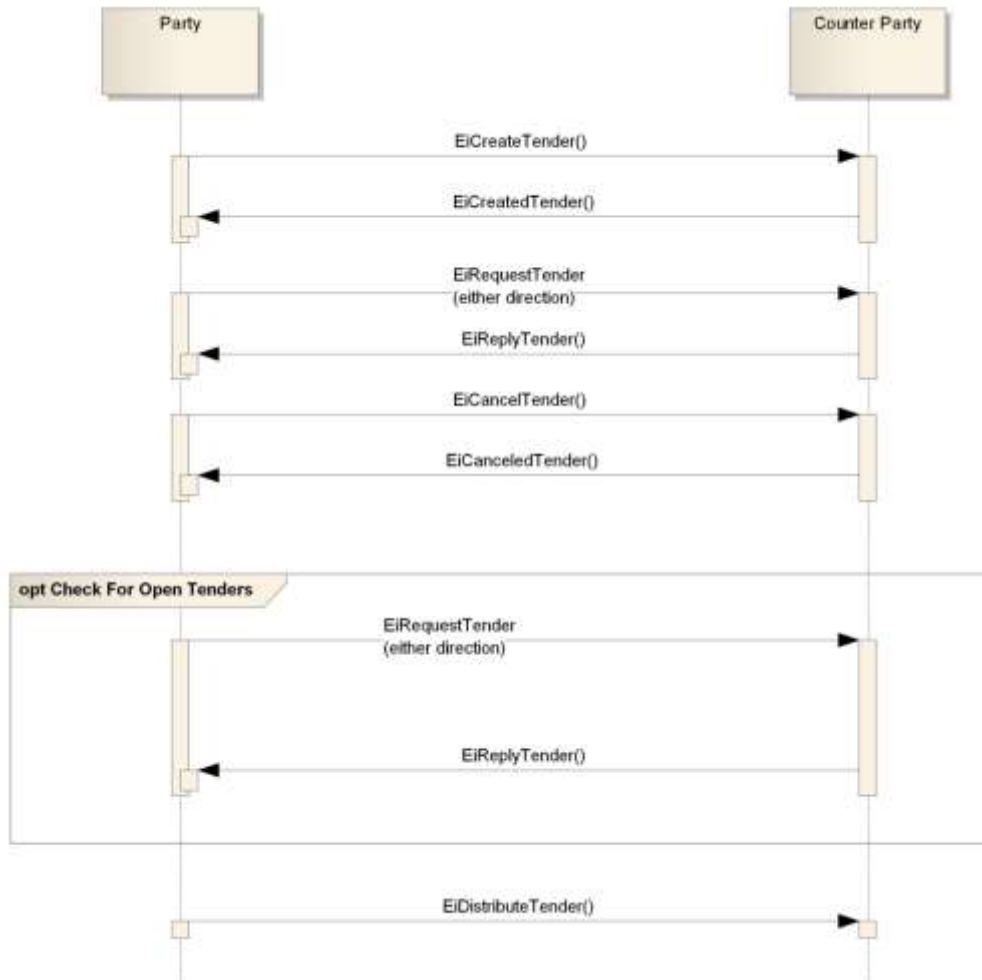 Party
Counter Party
EiCreateTender()
EiCreatedTender()
EiRequestTender
(either direction)
EiReplyTender()
EiCancelTender()
EiCanceledTender()
opt Check For Open Tenders
EiRequestTender
(either direction)
EiReplyTender()
EiDistributeTender()